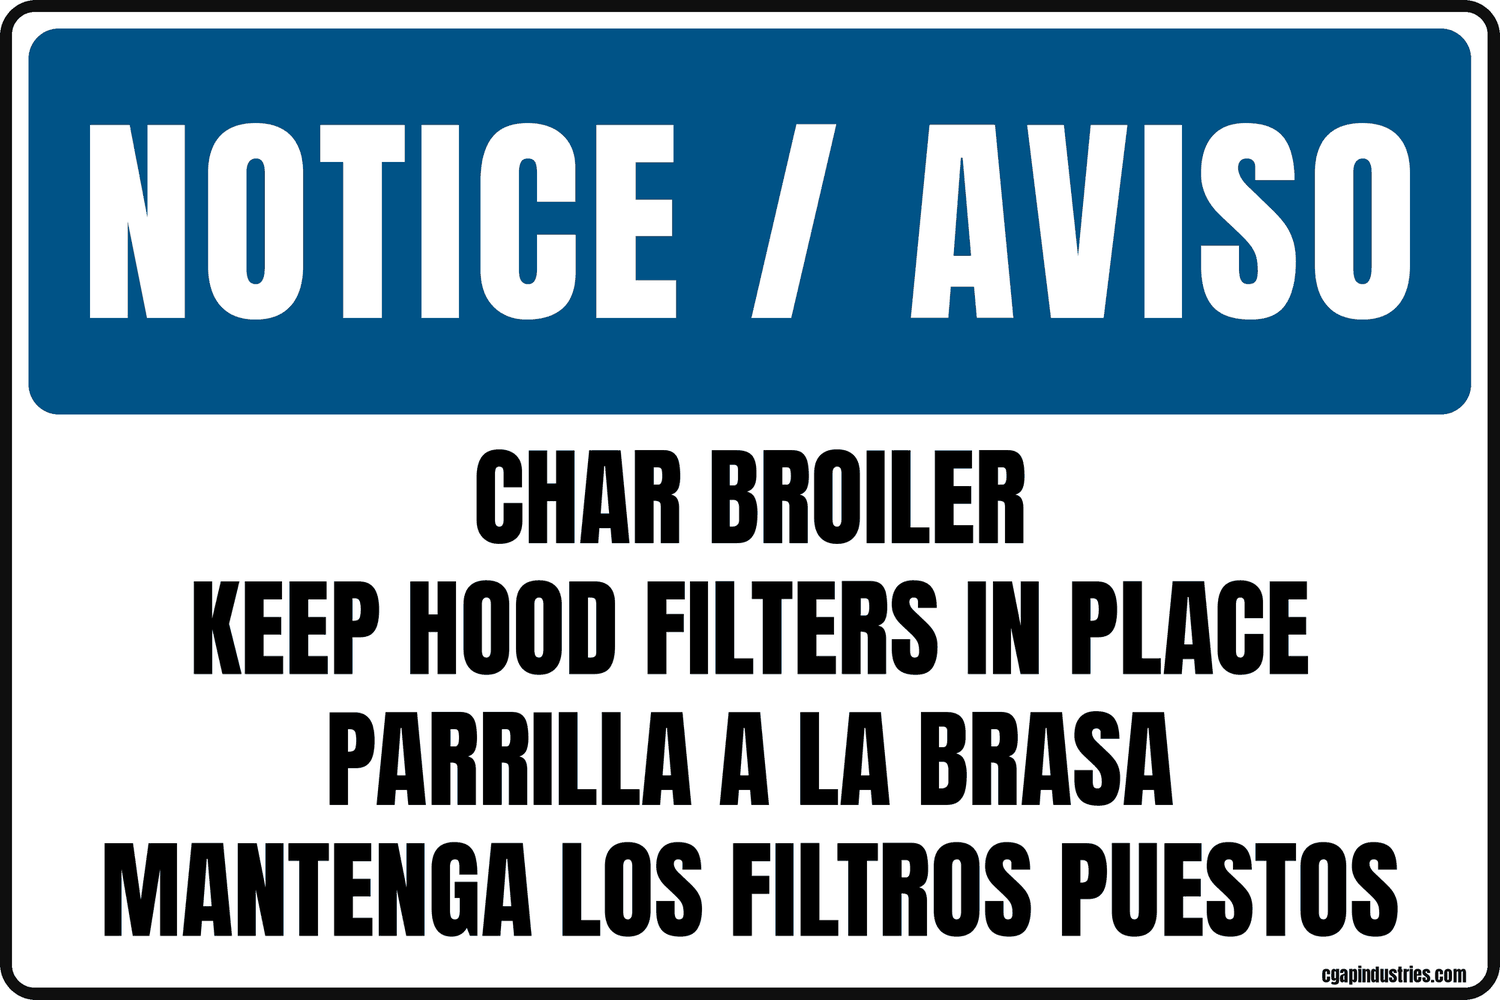 NOTICE / AVISO
CHAR BROILER
KEEP HOOD FILTERS IN PLACE
PARRILLA A LA BRASA
MANTENGA LOS FILTROS PUESTOS
cgapindustries.com